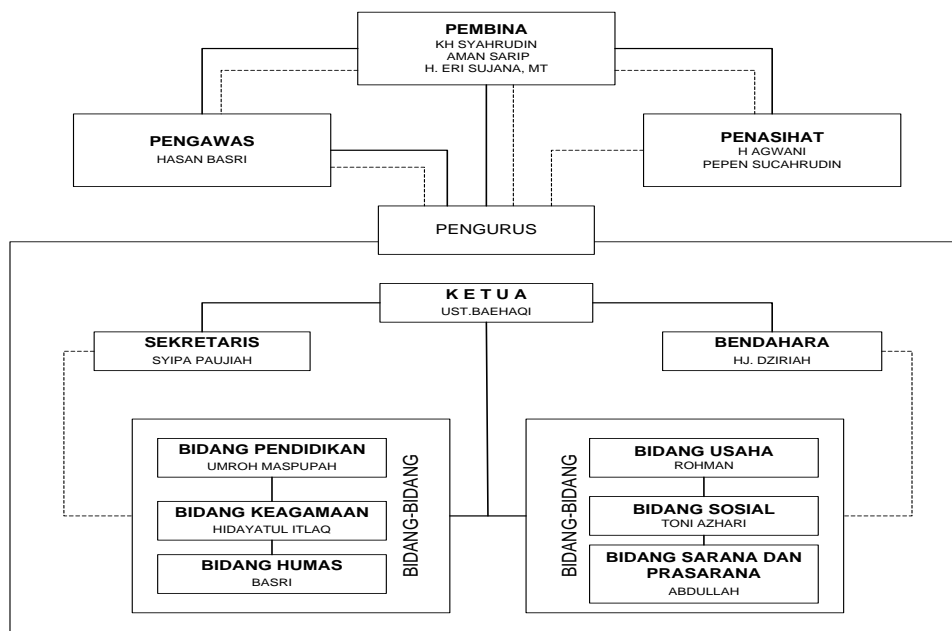 PEMBINA
KH SYAHRUDIN
AMAN SARIP
H. ERI SUJANA, MT
PENGAWAS
HASAN BASRI
PENASIHAT
H AGWANI
PEPEN SUCAHRUDIN
PENGURUS
K E T U A
UST.BAEHAQI
SEKRETARIS
SYIPA PAUJIAH
BENDAHARA
HJ. DZIRIAH
BIDANG PENDIDIKAN
UMROH MASPUPAH
BIDANG KEAGAMAAN
HIDAYATUL ITLAQ
BIDANG HUMAS
BASRI
BIDANG-BIDANG
BIDANG-BIDANG
BIDANG USAHA
ROHMAN
BIDANG SOSIAL
TONI AZHARI
BIDANG SARANA DAN
PRASARANA
ABDULLAH